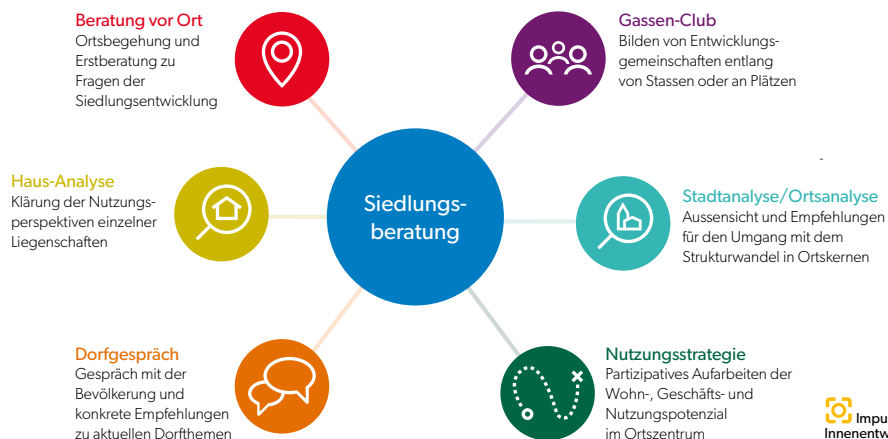 Beratung vor Ort
Ortsbegehung und
Erstberatung zu
Fragen der
Siedlungsentwicklung
Gassen-Club
Bilden von Entwicklungs-
gemeinschaften entlang
von Stassen oder an Plätzen
Haus-Analyse
Klärung der Nutzungs-
perspektiven einzelner
Liegenschaften
Siedlungs-
beratung
Stadtanalyse/Ortsanalyse
Aussensicht und Empfehlungen
für den Umgang mit dem
Strukturwandel in Ortskernen
Dorfgespräch
Gespräch mit der
Bevölkerung und
konkrete Empfehlungen
zu aktuellen Dorfthemen
Nutzungsstrategie
Partizipatives Aufarbeiten der
Wohn-, Geschäfts- und
Nutzungspotenzial
im Ortszentrum
Impu
Innenentw